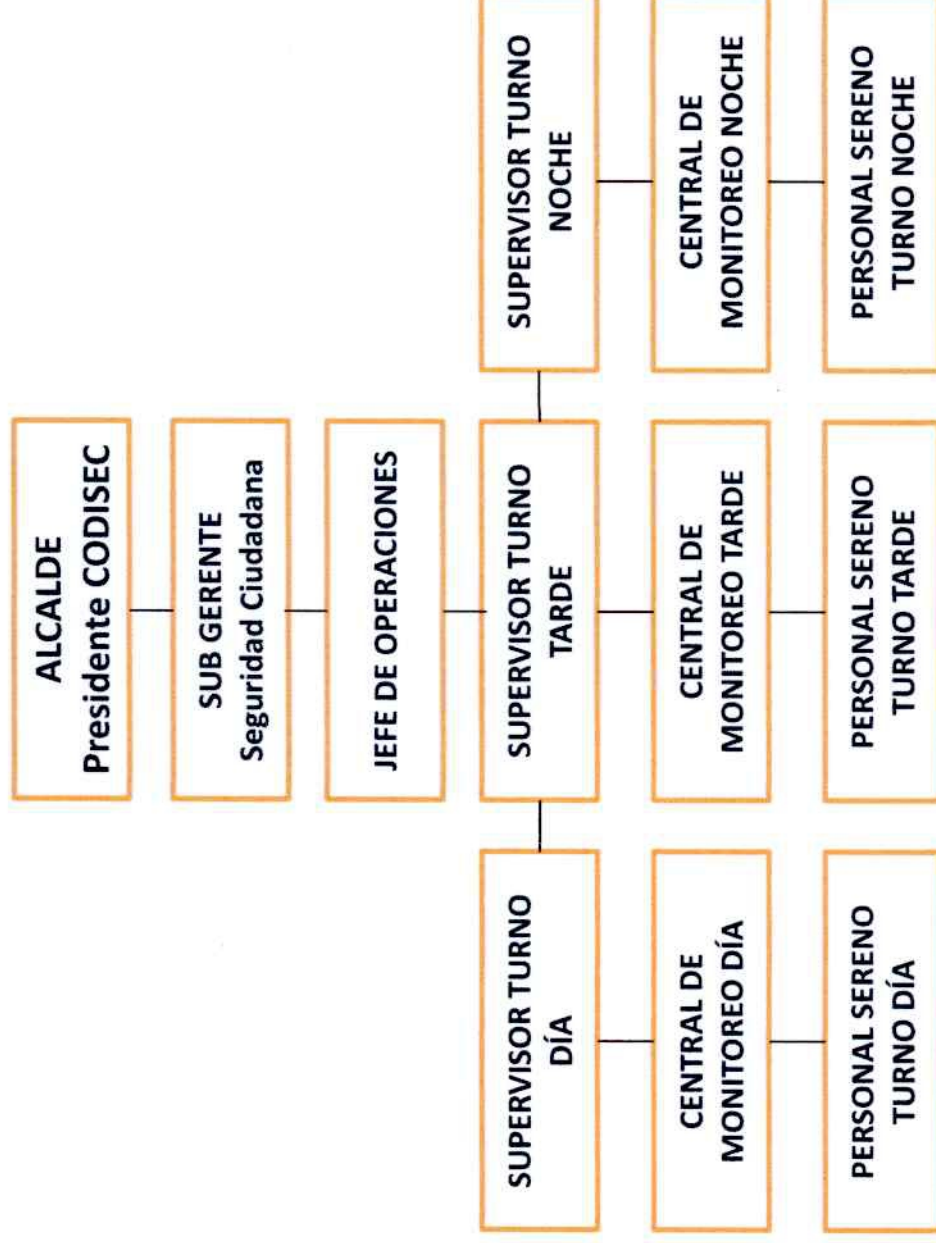 ALCALDE
Presidente CODISEC
SUB GERENTE
Seguridad Ciudadana
JEFE DE OPERACIONES
SUPERVISOR TURNO
DÍA
SUPERVISOR TURNO
TARDE
SUPERVISOR TURNO
NOCHE
CENTRAL DE
MONITOREO DÍA
CENTRAL DE
MONITOREO TARDE
CENTRAL DE
MONITOREO NOCHE
PERSONAL SERENO
TURNO DÍA
PERSONAL SERENO
TURNO TARDE
PERSONAL SERENO
TURNO NOCHE